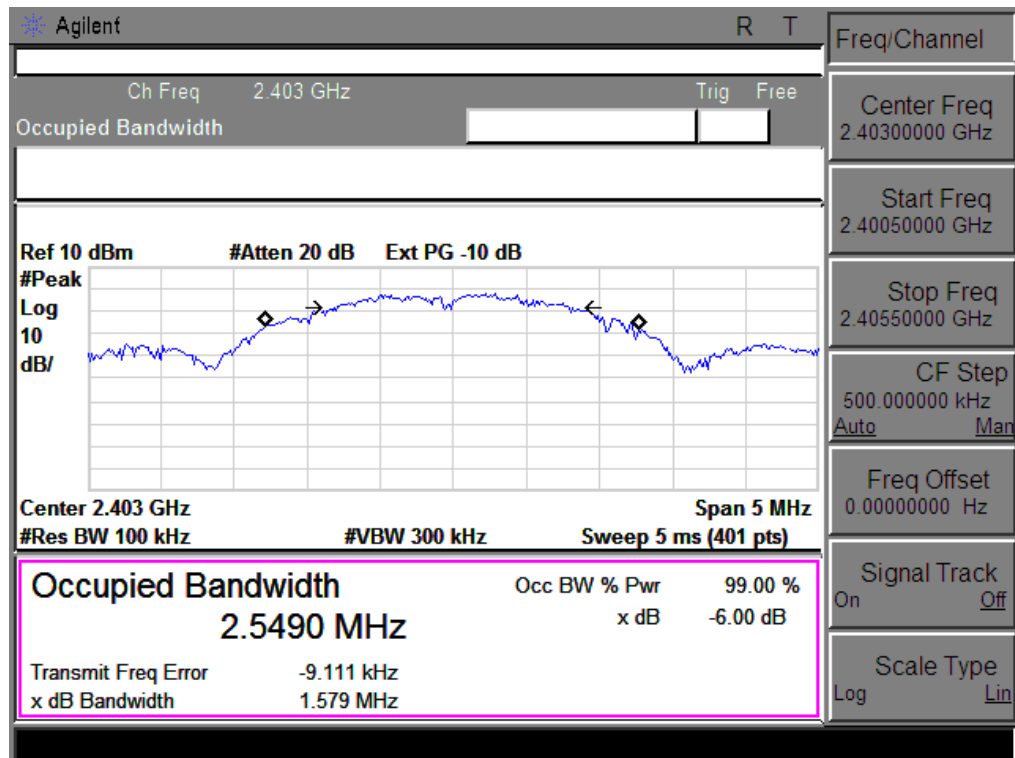 Agilent R T
Ch Freq 2.403 GHz Trig Free
Occupied Bandwidth
Ref 10 dBm #Atten 20 dB Ext PG -10 dB
#Peak
Log
10
dB/
Center 2.403 GHz Span 5 MHz
#Res BW 100 kHz #VBW 300 kHz Sweep 5 ms (401 pts)
Occupied Bandwidth
2.5490 MHz
Occ BW % Pwr 99.00 %
x dB -6.00 dB
Transmit Freq Error -9.111 kHz
x dB Bandwidth 1.579 MHz
Freq/Channel
Center Freq
2.40300000 GHz
Start Freq
2.40050000 GHz
Stop Freq
2.40550000 GHz
CF Step
500.000000 kHz
Auto Man
Freq Offset
0.00000000 Hz
Signal Track
On Off
Scale Type
Log Lin